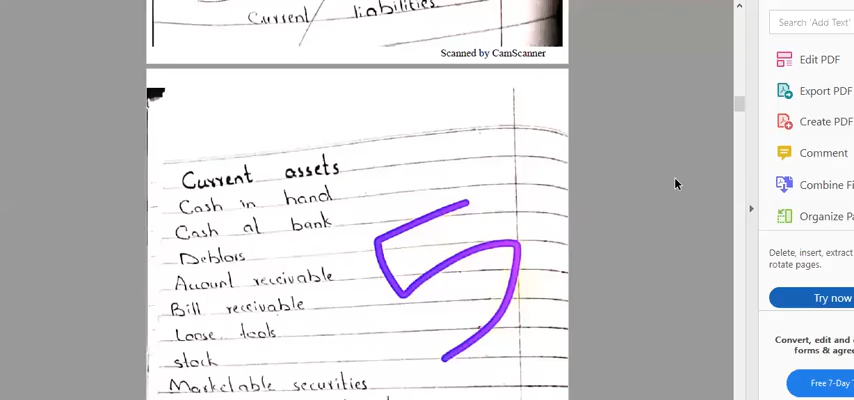 Current liabilities
Scanned by CamScanner
Current assets
Cash in hand
Cash at bank
Debtors
Account receivable
Bill receivable
Loose tools
stock
Marketable securities
5
Search 'Add Text'
Edit PDF
Export PDF
Create PDF
Comment
Combine Fi
Organize Pa
Delete, insert, extract
rotate pages.
Try now
Convert, edit and
forms & agree
Free 7-Day T